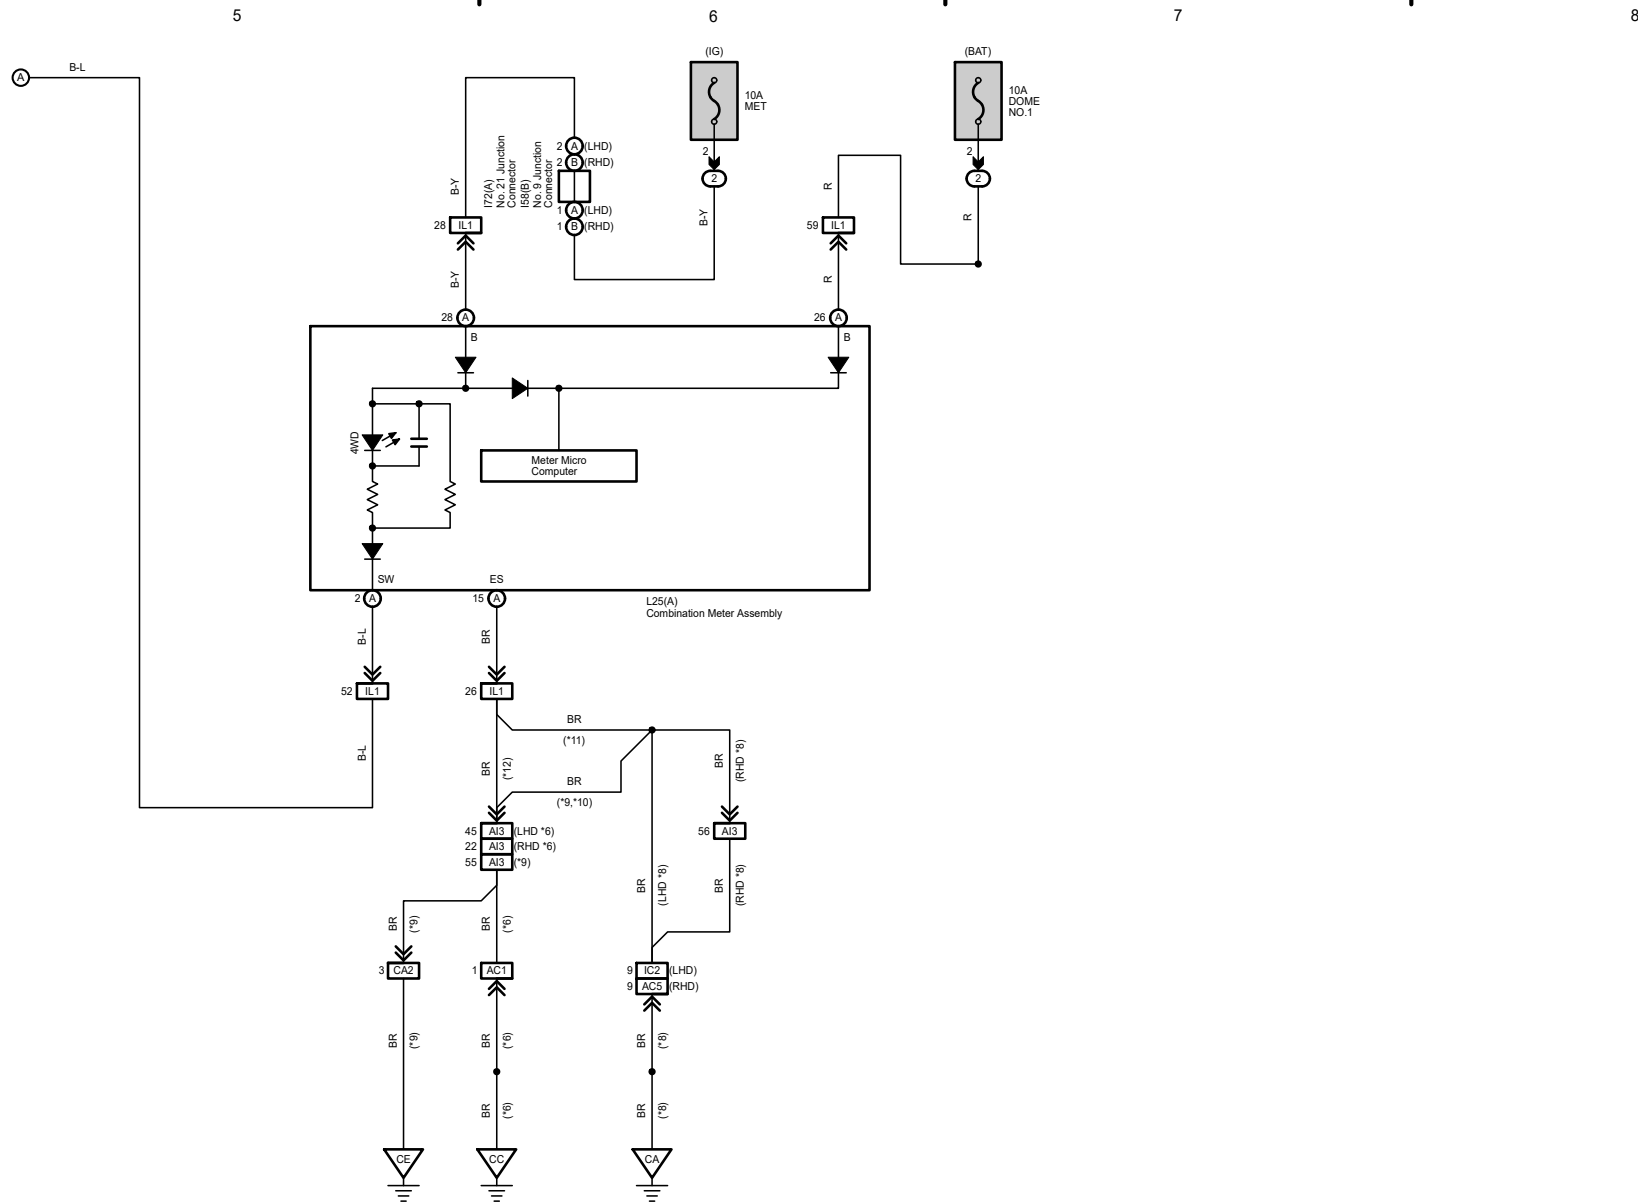 5
6
7
8
A
B-L
(IG)
(BAT)
10A
MET
10A
DOME
NO.1
2
2
2
2
B-Y
I72(A)
No. 21 Junction
Connector
I58(B)
No. 9 Junction
Connector
2 A (LHD)
2 B (RHD)
1 A (LHD)
1 B (RHD)
B-Y
R
R
28 IL1
59 IL1
B-Y
R
28 A
26 A
B
B
4WD
Meter Micro
Computer
SW
ES
2 A
15 A
L25(A)
Combination Meter Assembly
B-L
BR
52 IL1
26 IL1
B-L
BR
(*11)
BR
(*12)
BR
(*9,*10)
BR
(RHD *8)
45 AI3 (LHD *6)
22 AI3 (RHD *6)
55 AI3 (*9)
56 AI3
BR
(*9)
BR
(*6)
BR
(LHD *8)
BR
(RHD *8)
3 CA2
1 AC1
9 IC2 (LHD)
9 AC5 (RHD)
BR
(*9)
BR
(*6)
BR
(*8)
BR
(*6)
BR
(*8)
CE
CC
CA